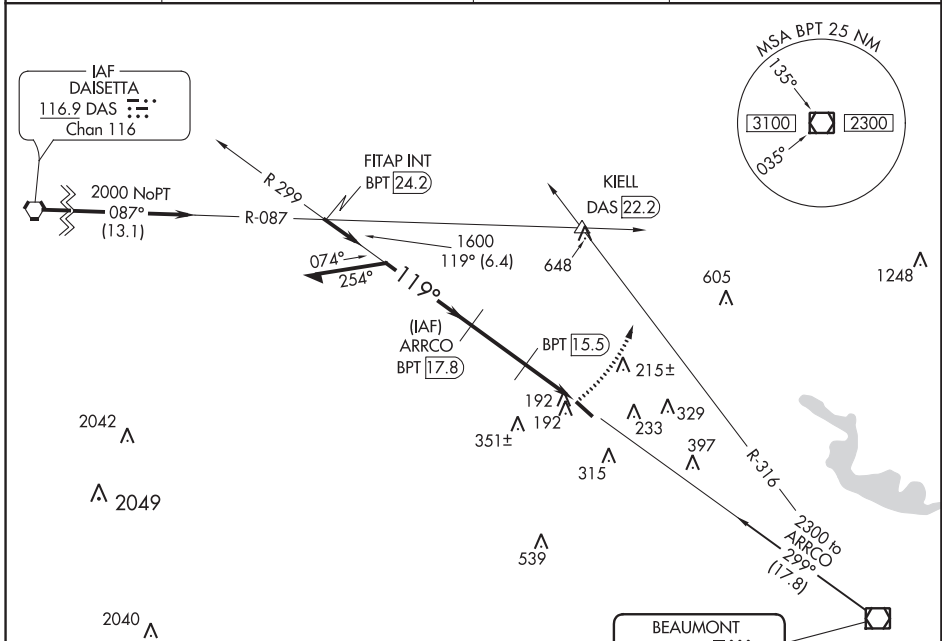 MSA BPT 25 NM
135°
3100
2300
035°
IAF
DAISETTA
116.9 DAS
Chan 116
2000 NoPT
087°
(13.1)
R-087
R 299
FITAP INT
BPT 24.2
KIELL
DAS 22.2
1600
119° (6.4)
648
074°
254°
119°
605
1248
(IAF)
ARRCO
BPT 17.8
BPT 15.5
215±
192
192
351±
233
329
315
397
2042
2049
R-316
539
2300 to
ARRCO
299°
(17.8)
2040
BEAUMONT